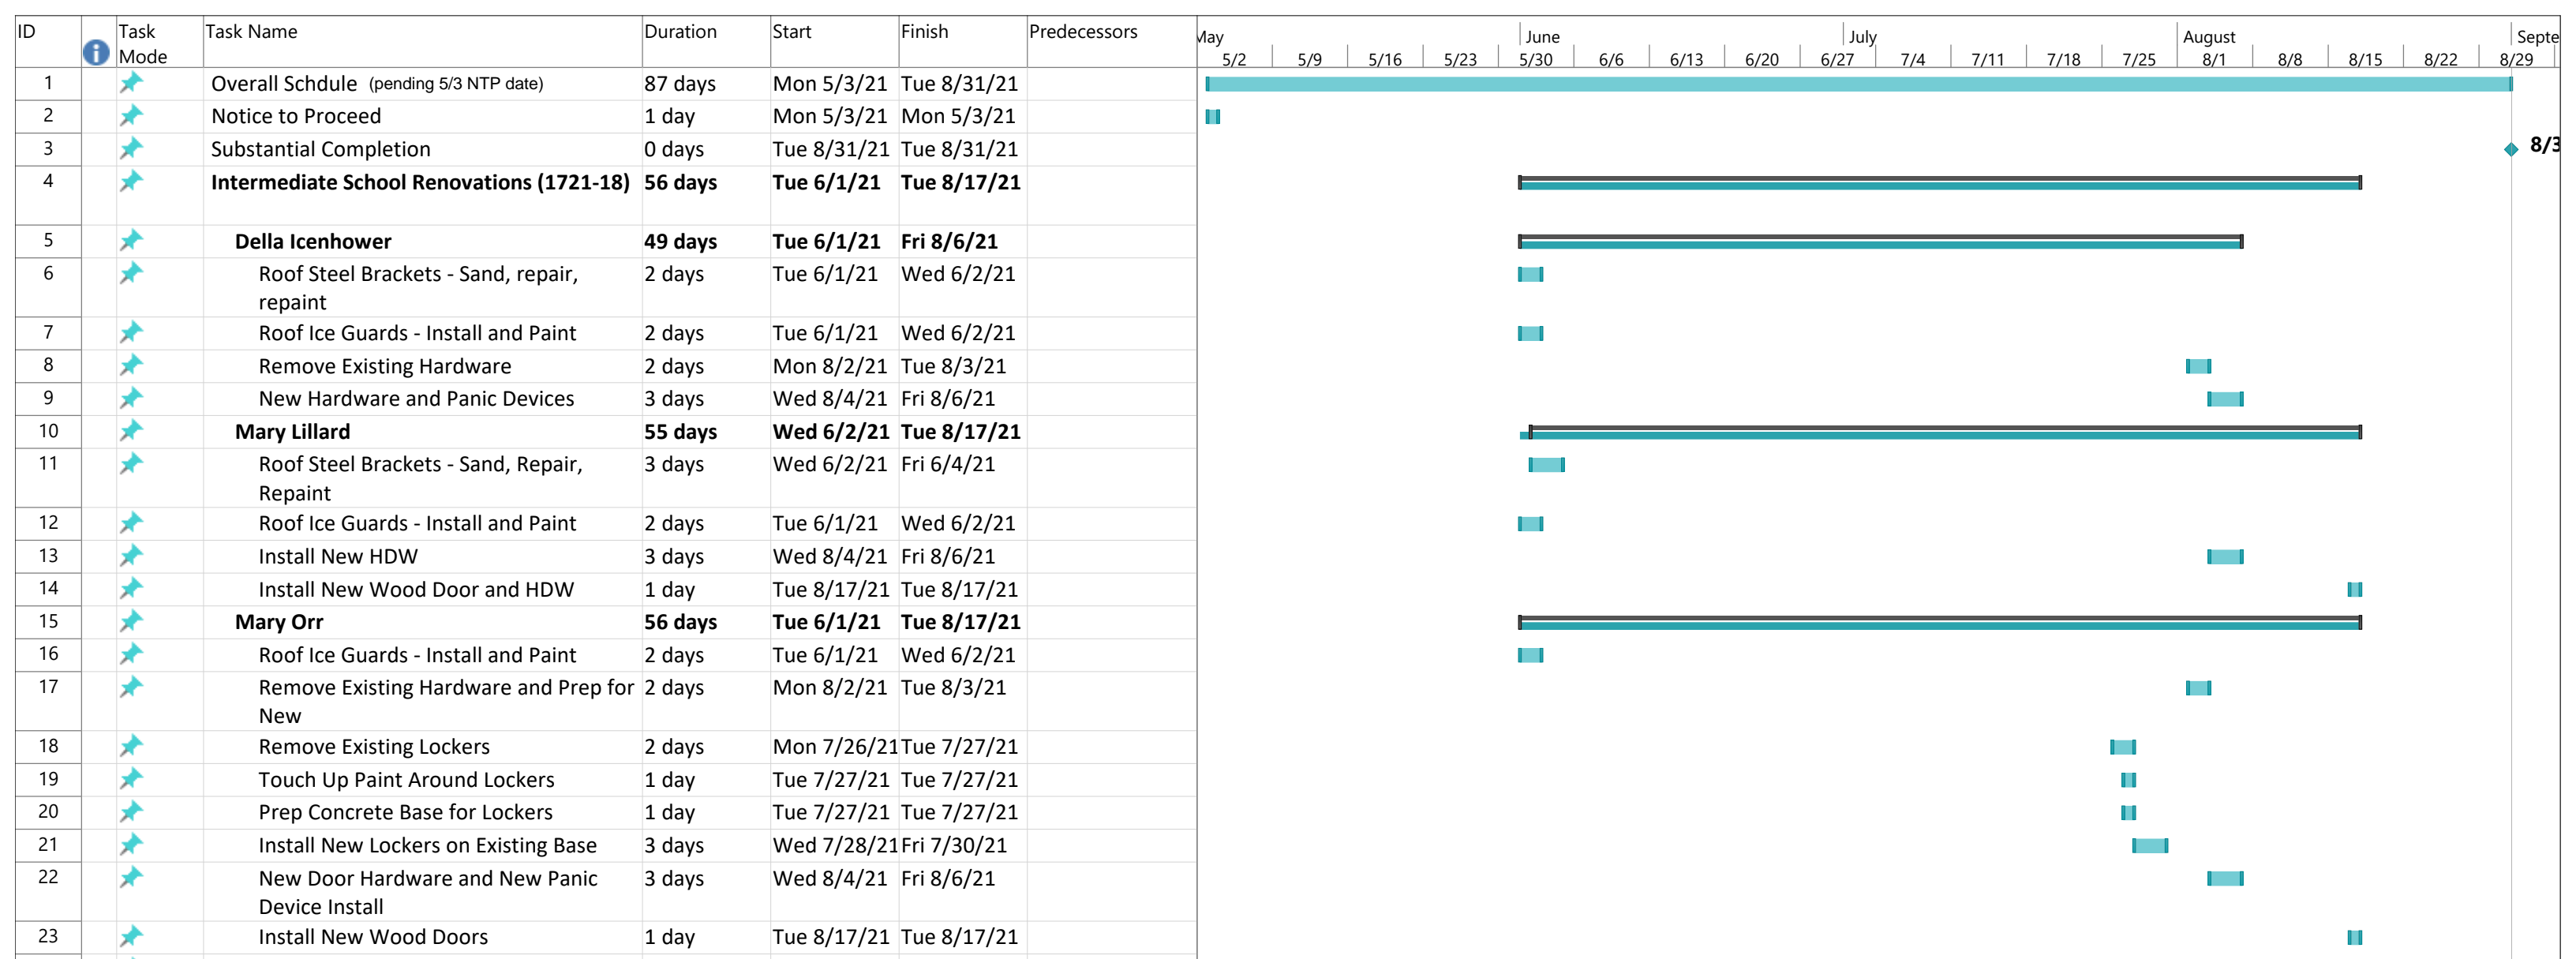 ID Task Mode Task Name Duration Start Finish Predecessors
May June July August Septe
5/2 5/9 5/16 5/23 5/30 6/6 6/13 6/20 6/27 7/4 7/11 7/18 7/25 8/1 8/8 8/15 8/22 8/29
1 Overall Schdule (pending 5/3 NTP date) 87 days Mon 5/3/21 Tue 8/31/21
2 Notice to Proceed 1 day Mon 5/3/21 Mon 5/3/21
3 Substantial Completion 0 days Tue 8/31/21 Tue 8/31/21 8/3
4 Intermediate School Renovations (1721-18) 56 days Tue 6/1/21 Tue 8/17/21
5 Della Icenhower 49 days Tue 6/1/21 Fri 8/6/21
6 Roof Steel Brackets - Sand, repair, 2 days Tue 6/1/21 Wed 6/2/21
repaint
7 Roof Ice Guards - Install and Paint 2 days Tue 6/1/21 Wed 6/2/21
8 Remove Existing Hardware 2 days Mon 8/2/21 Tue 8/3/21
9 New Hardware and Panic Devices 3 days Wed 8/4/21 Fri 8/6/21
10 Mary Lillard 55 days Wed 6/2/21 Tue 8/17/21
11 Roof Steel Brackets - Sand, Repair, 3 days Wed 6/2/21 Fri 6/4/21
Repaint
12 Roof Ice Guards - Install and Paint 2 days Tue 6/1/21 Wed 6/2/21
13 Install New HDW 3 days Wed 8/4/21 Fri 8/6/21
14 Install New Wood Door and HDW 1 day Tue 8/17/21 Tue 8/17/21
15 Mary Orr 56 days Tue 6/1/21 Tue 8/17/21
16 Roof Ice Guards - Install and Paint 2 days Tue 6/1/21 Wed 6/2/21
17 Remove Existing Hardware and Prep for 2 days Mon 8/2/21 Tue 8/3/21
New
18 Remove Existing Lockers 2 days Mon 7/26/21 Tue 7/27/21
19 Touch Up Paint Around Lockers 1 day Tue 7/27/21 Tue 7/27/21
20 Prep Concrete Base for Lockers 1 day Tue 7/27/21 Tue 7/27/21
21 Install New Lockers on Existing Base 3 days Wed 7/28/21 Fri 7/30/21
22 New Door Hardware and New Panic 3 days Wed 8/4/21 Fri 8/6/21
Device Install
23 Install New Wood Doors 1 day Tue 8/17/21 Tue 8/17/21